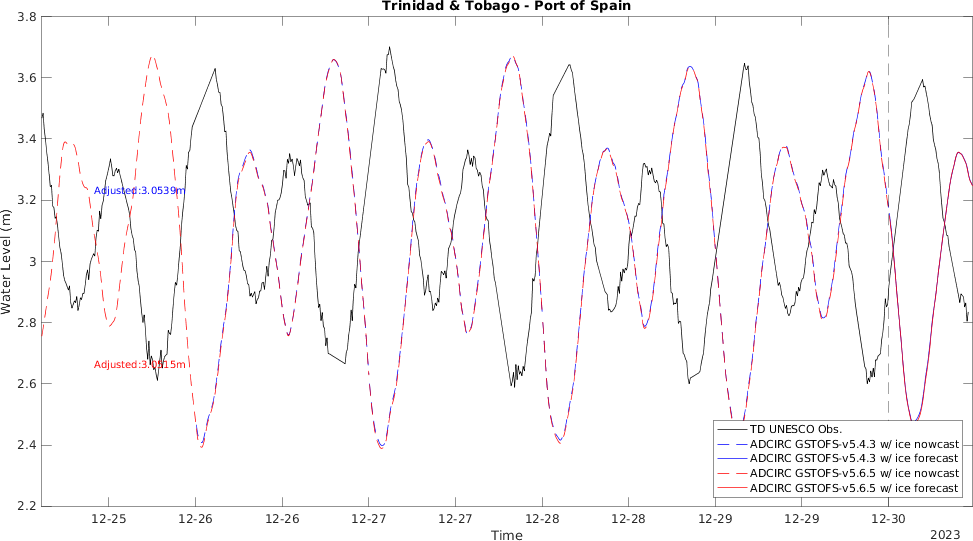 Trinidad & Tobago - Port of Spain
3.8
3.6
3.4
3.2
3
2.8
2.6
2.4
2.2
Water Level (m)
Adjusted:3.0539m
Adjusted:3.0515m
TD UNESCO Obs.
ADCIRC GSTOFS-v5.4.3 w/ ice nowcast
ADCIRC GSTOFS-v5.4.3 w/ ice forecast
ADCIRC GSTOFS-v5.6.5 w/ ice nowcast
ADCIRC GSTOFS-v5.6.5 w/ ice forecast
12-25 12-26 12-26 12-27 12-27 12-28 12-28 12-29 12-29 12-30
Time
2023